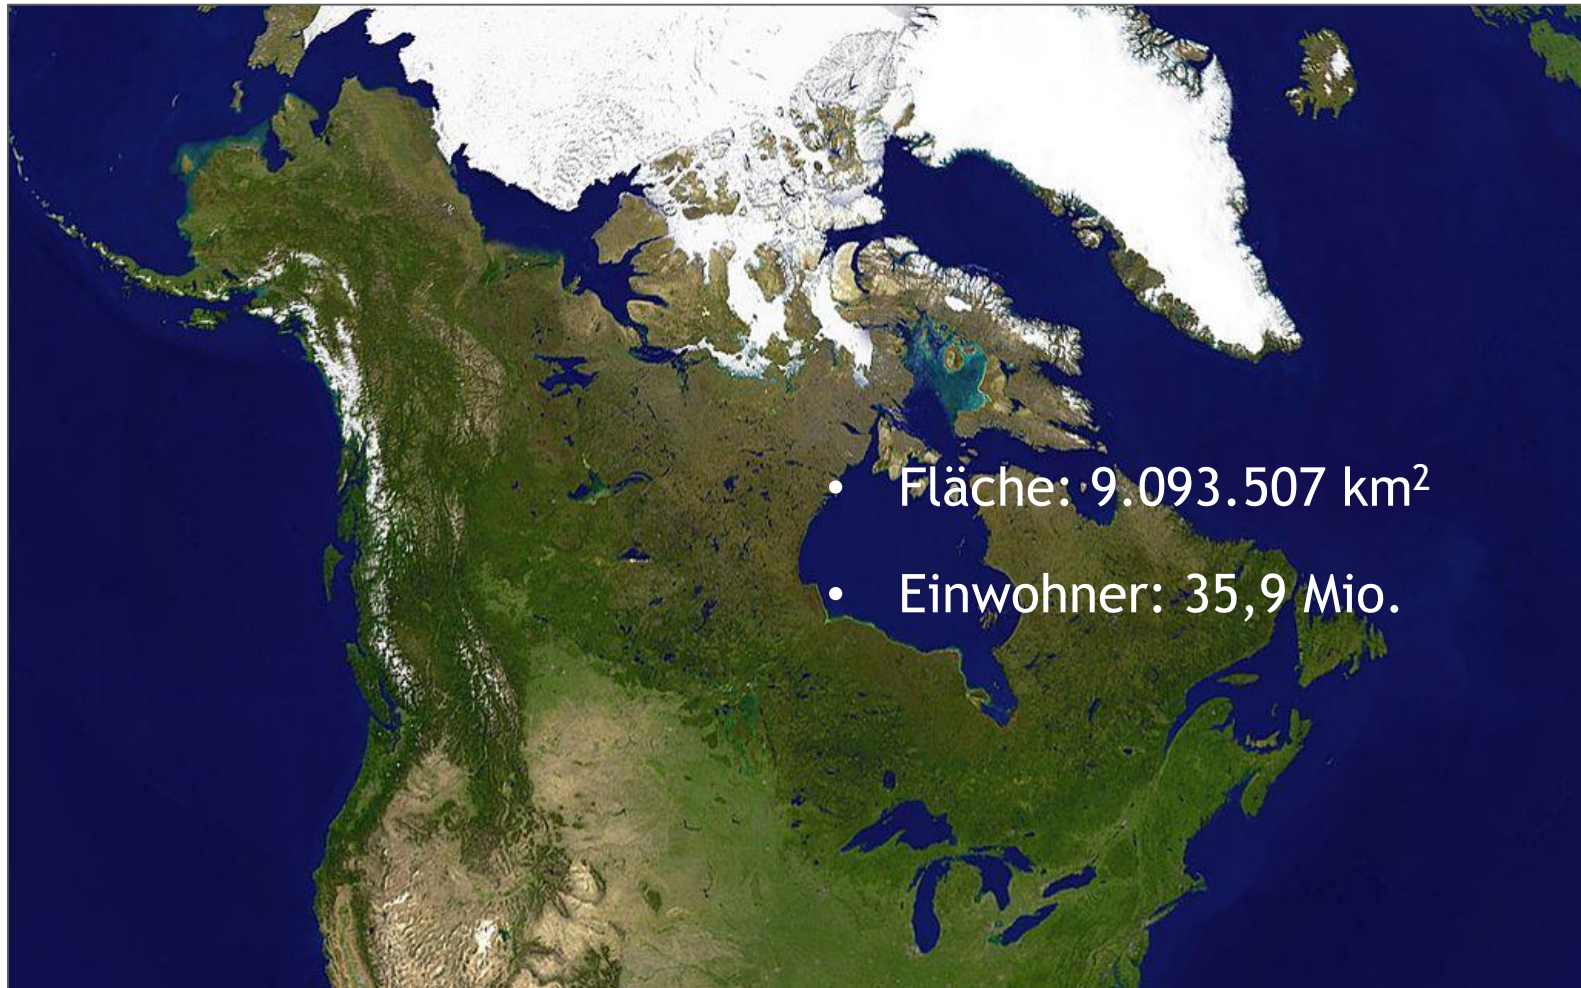 • Fläche: 9.093.507 km²
• Einwohner: 35,9 Mio.